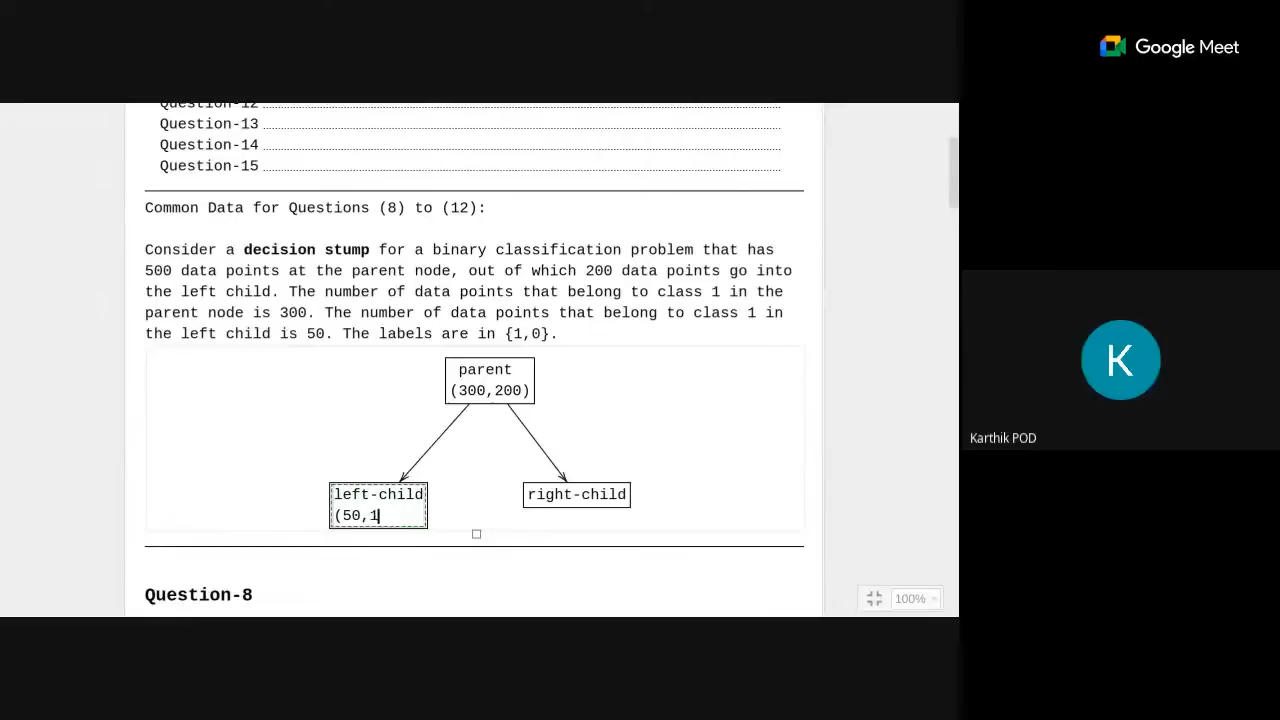 Google Meet
Question-12
Question-13
Question-14
Question-15
Common Data for Questions (8) to (12):
Consider a decision stump for a binary classification problem that has
500 data points at the parent node, out of which 200 data points go into
the left child. The number of data points that belong to class 1 in the
parent node is 300. The number of data points that belong to class 1 in
the left child is 50. The labels are in {1,0}.
parent
(300,200)
left-child
(50,1
right-child
Question-8
100%
Karthik POD